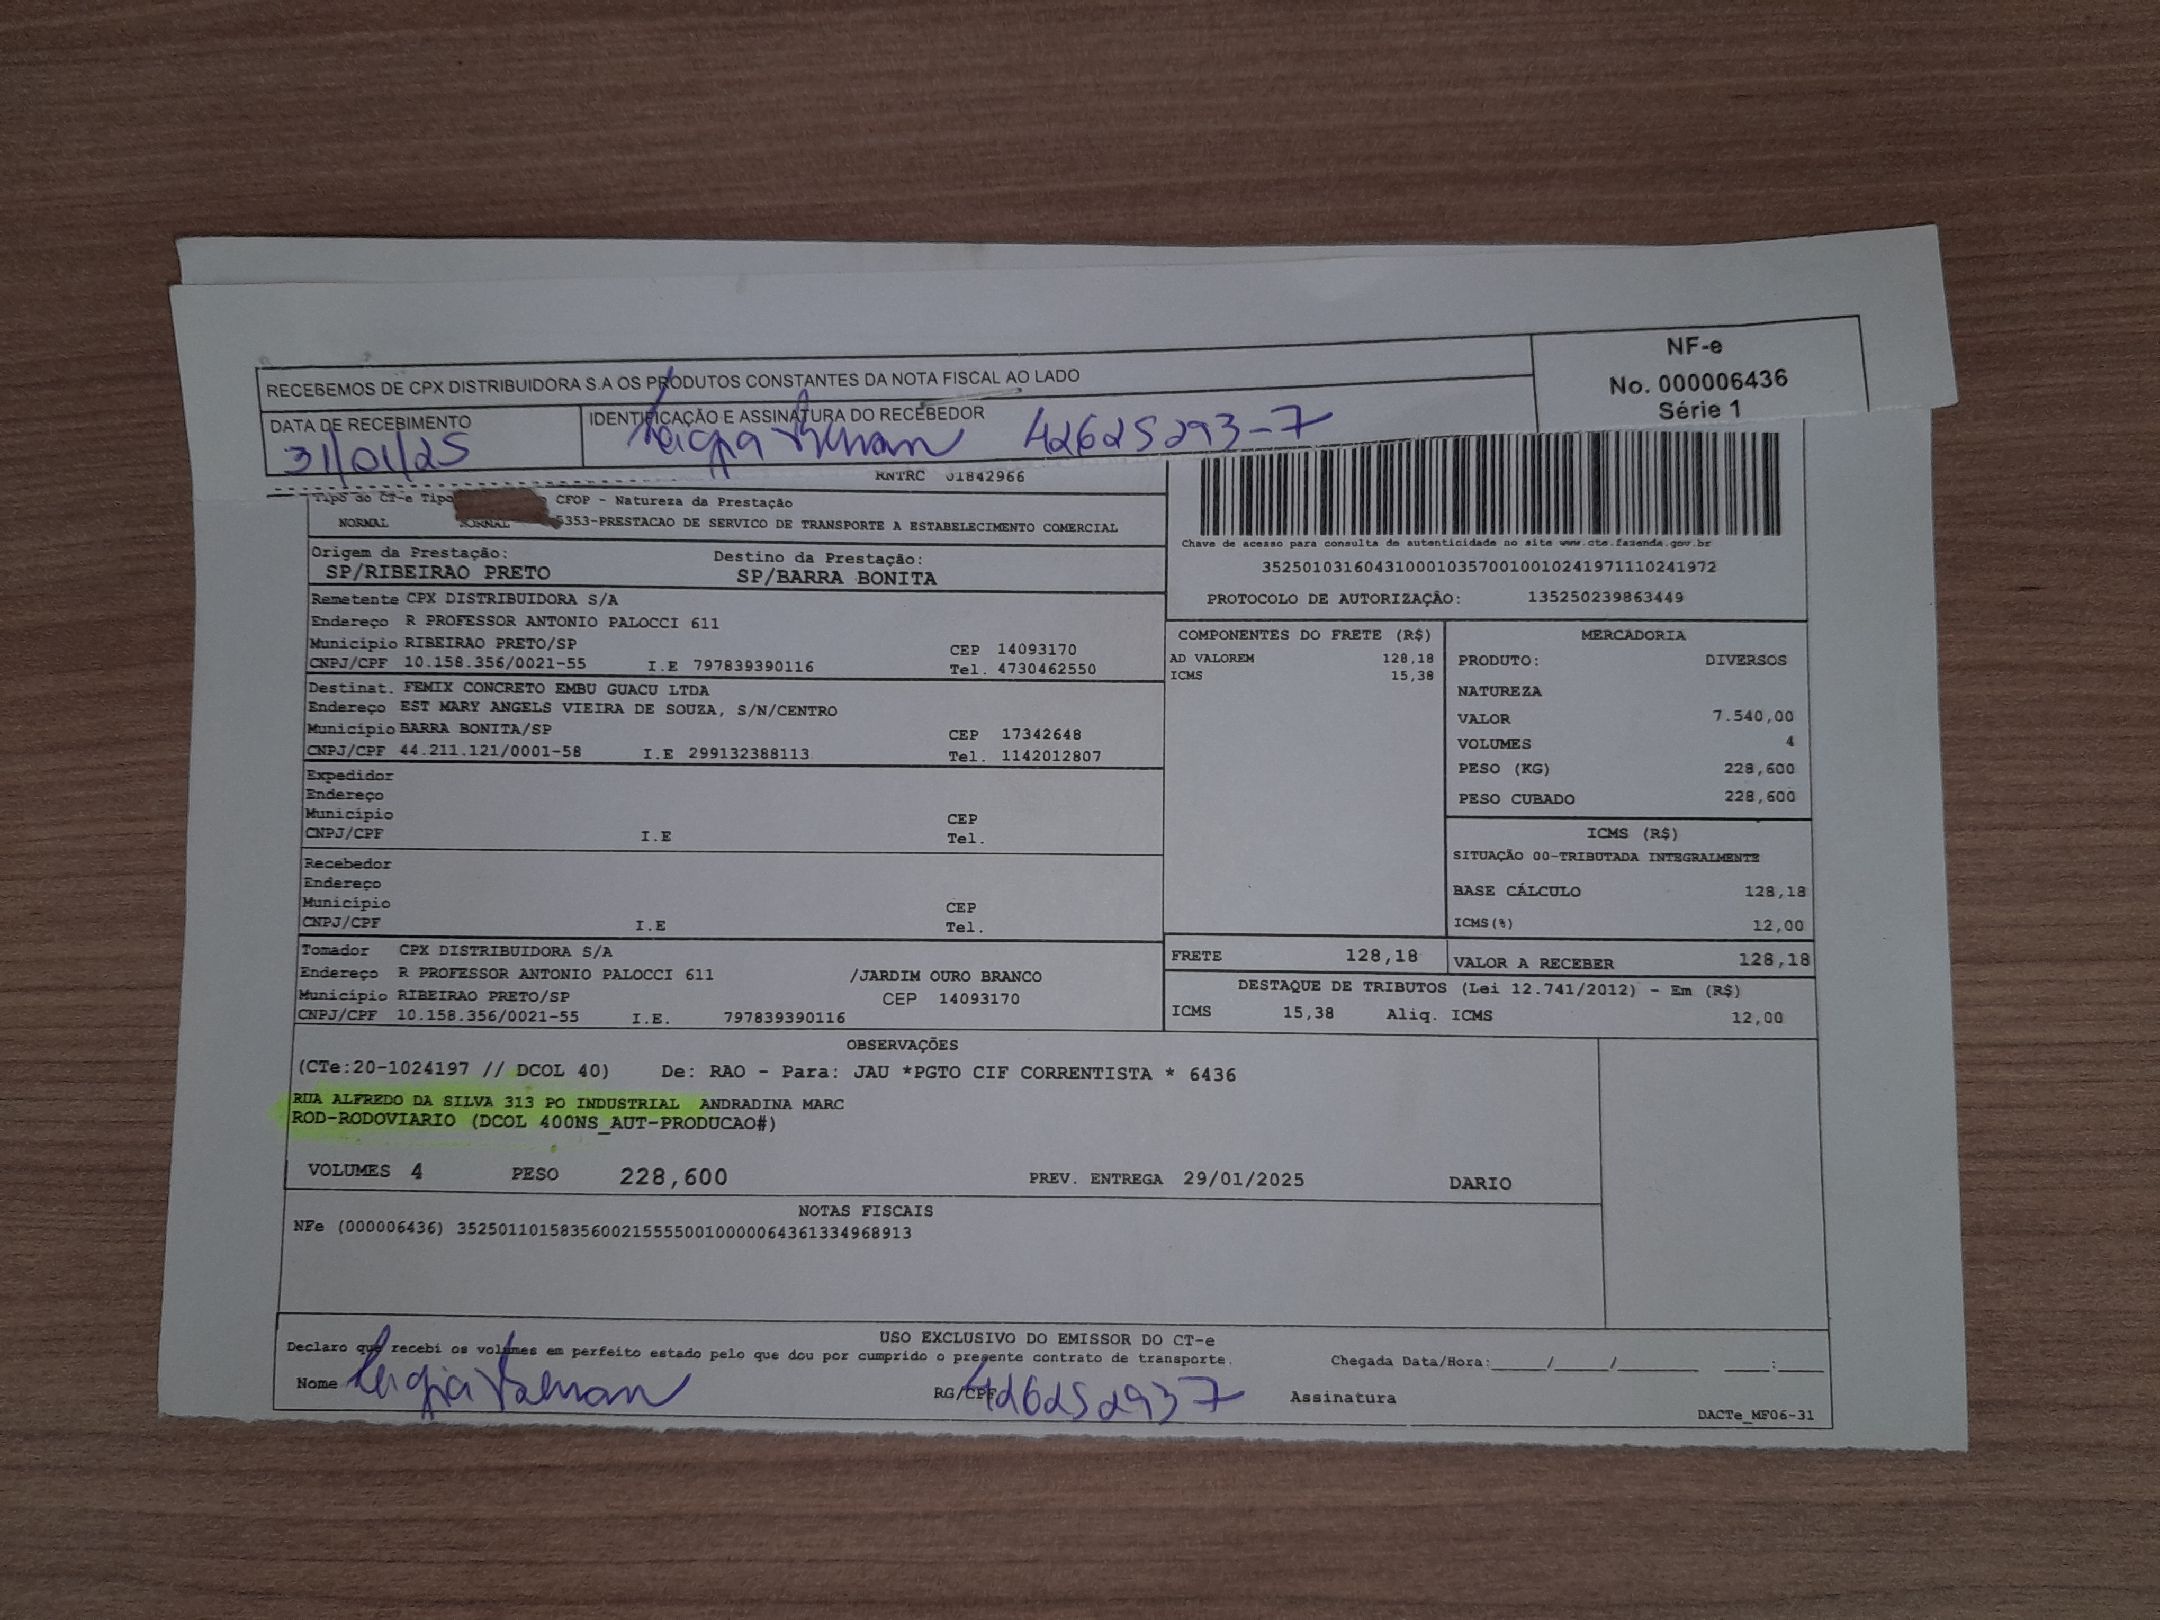 RECEBEMOS DE CPX DISTRIBUIDORA S.A OS PRODUTOS CONSTANTES DA NOTA FISCAL AO LADO
NF-e
No. 000006436
Série 1
DATA DE RECEBIMENTO
31/01/25
IDENTIFICAÇÃO E ASSINATURA DO RECEBEDOR
42625293-7
RNTRC 01842966
Tipo do CT-e Tipo CFOP - Natureza da Prestação
NORMAL NORMAL 5353-PRESTACAO DE SERVICO DE TRANSPORTE A ESTABELECIMENTO COMERCIAL
Chave de acesso para consulta de autenticidade no site www.cte.fazenda.gov.br
35250103160431000103570010010241971110241972
PROTOCOLO DE AUTORIZAÇÃO: 135250239863449
Origem da Prestação: Destino da Prestação:
SP/RIBEIRAO PRETO SP/BARRA BONITA
Remetente CPX DISTRIBUIDORA S/A
Endereço R PROFESSOR ANTONIO PALOCCI 611
Município RIBEIRAO PRETO/SP CEP 14093170
CNPJ/CPF 10.158.356/0021-55 I.E 797839390116 Tel. 4730462550
Destinat. FEMIX CONCRETO EMBU GUACU LTDA
Endereço EST MARY ANGELS VIEIRA DE SOUZA, S/N/CENTRO
Município BARRA BONITA/SP CEP 17342648
CNPJ/CPF 44.211.121/0001-58 I.E 299132388113 Tel. 1142012807
Expedidor
Endereço
Município CEP
CNPJ/CPF I.E Tel.
Recebedor
Endereço
Município CEP
CNPJ/CPF I.E Tel.
Tomador CPX DISTRIBUIDORA S/A
Endereço R PROFESSOR ANTONIO PALOCCI 611 /JARDIM OURO BRANCO
Município RIBEIRAO PRETO/SP CEP 14093170
CNPJ/CPF 10.158.356/0021-55 I.E. 797839390116
COMPONENTES DO FRETE (R$)
AD VALOREM 128,18
ICMS 15,38
MERCADORIA
PRODUTO: DIVERSOS
NATUREZA
VALOR 7.540,00
VOLUMES 4
PESO (KG) 228,600
PESO CUBADO 228,600
ICMS (R$)
SITUAÇÃO 00-TRIBUTADA INTEGRALMENTE
BASE CÁLCULO 128,18
ICMS(%) 12,00
FRETE 128,18 VALOR A RECEBER 128,18
DESTAQUE DE TRIBUTOS (Lei 12.741/2012) - Em (R$)
ICMS 15,38 Aliq. ICMS 12,00
OBSERVAÇÕES
(CTe:20-1024197 // DCOL 40) De: RAO - Para: JAU *PGTO CIF CORRENTISTA * 6436
RUA ALFREDO DA SILVA 313 PO INDUSTRIAL ANDRADINA MARC
ROD-RODOVIARIO (DCOL 400NS_AUT-PRODUCAO#)
VOLUMES 4 PESO 228,600 PREV. ENTREGA 29/01/2025 DARIO
NOTAS FISCAIS
NFe (000006436) 35250110158356002155550010000064361334968913
USO EXCLUSIVO DO EMISSOR DO CT-e
Declaro que recebi os volumes em perfeito estado pelo que dou por cumprido o presente contrato de transporte. Chegada Data/Hora:_____/_____/________ ____:____
Nome RG/CPF 426252937 Assinatura
DACTe_MF06-31